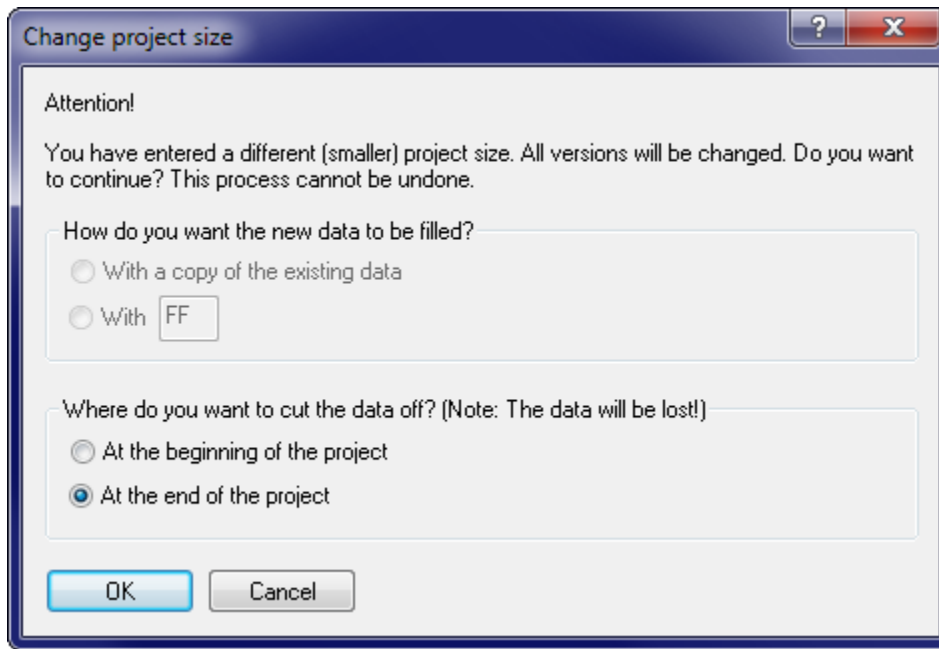 Change project size
?
X
Attention!
You have entered a different (smaller) project size. All versions will be changed. Do you want
to continue? This process cannot be undone.
How do you want the new data to be filled?
With a copy of the existing data
With FF
Where do you want to cut the data off? (Note: The data will be lost!)
At the beginning of the project
At the end of the project
OK Cancel